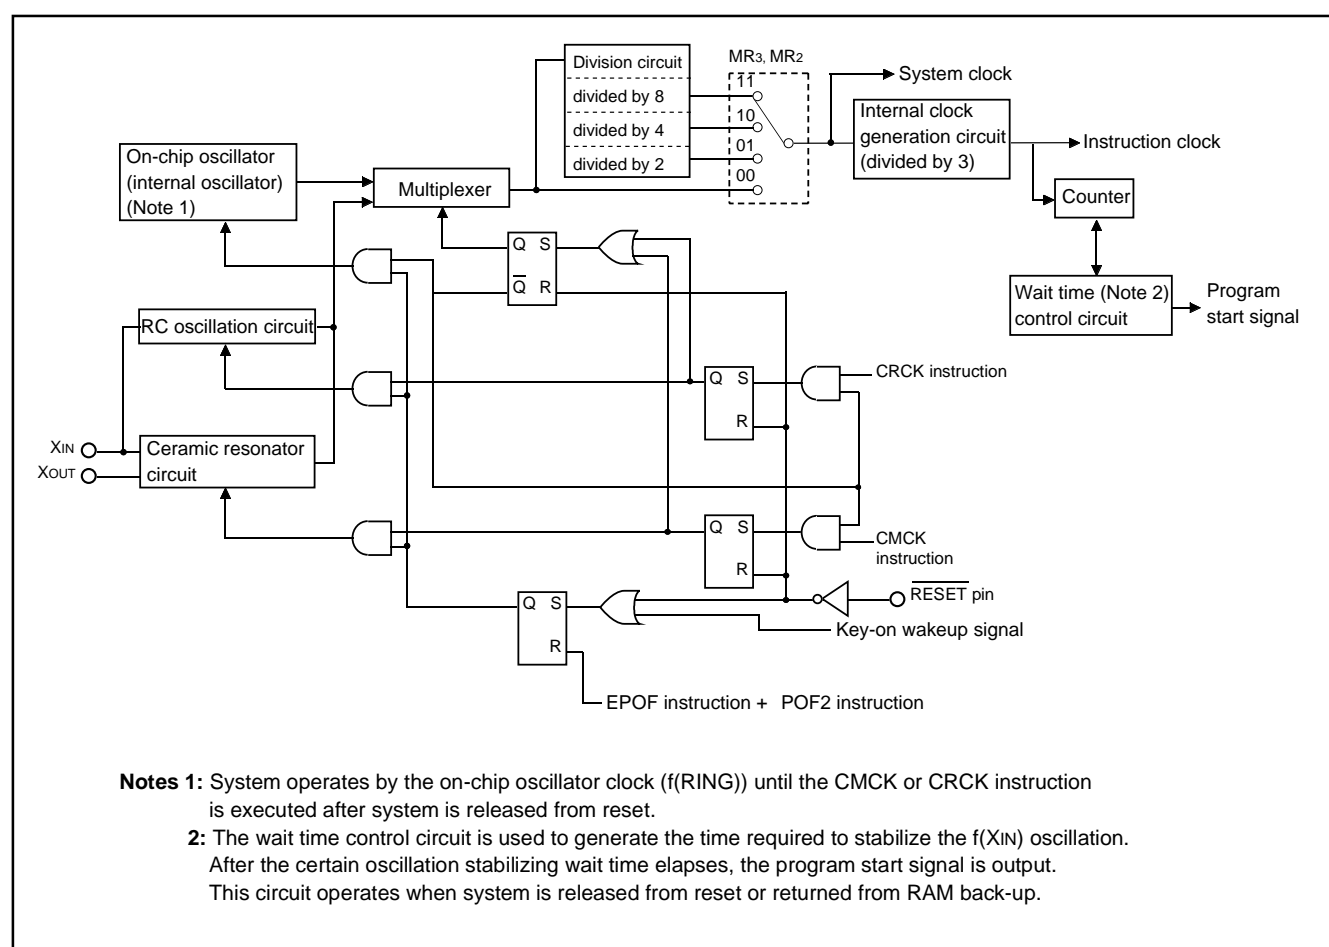 Division circuit
divided by 8
divided by 4
divided by 2
MR3, MR2
11
10
01
00
System clock
Internal clock
generation circuit
(divided by 3)
Instruction clock
Counter
Wait time (Note 2)
control circuit
Program
start signal
On-chip oscillator
(internal oscillator)
(Note 1)
Multiplexer
Q S
Q R
RC oscillation circuit
XIN
XOUT
Ceramic resonator
circuit
Q S
R
CRCK instruction
Q S
R
CMCK
instruction
RESET pin
Key-on wakeup signal
Q S
R
EPOF instruction + POF2 instruction
Notes 1: System operates by the on-chip oscillator clock (f(RING)) until the CMCK or CRCK instruction
is executed after system is released from reset.
2: The wait time control circuit is used to generate the time required to stabilize the f(XIN) oscillation.
After the certain oscillation stabilizing wait time elapses, the program start signal is output.
This circuit operates when system is released from reset or returned from RAM back-up.